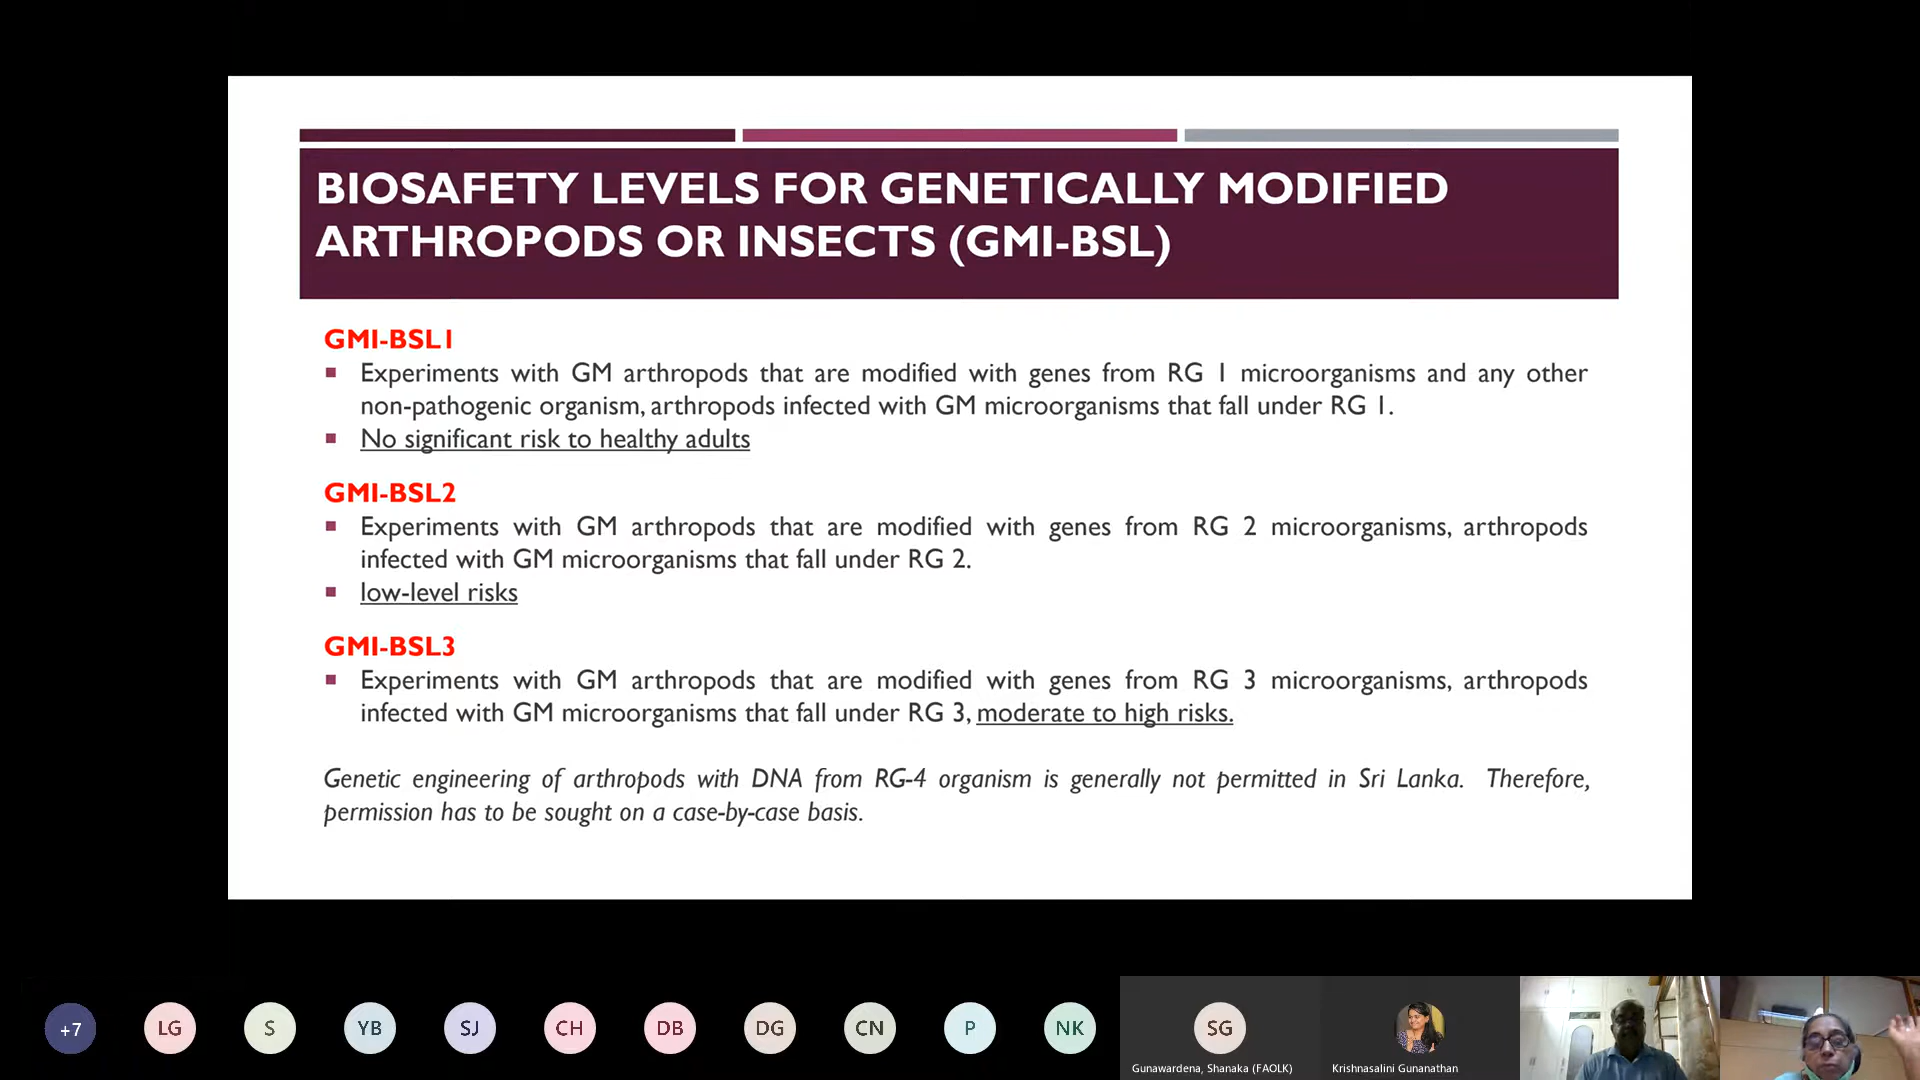 BIOSAFETY LEVELS FOR GENETICALLY MODIFIED
ARTHROPODS OR INSECTS (GMI-BSL)
GMI-BSL1
Experiments with GM arthropods that are modified with genes from RG 1 microorganisms and any other
non-pathogenic organism, arthropods infected with GM microorganisms that fall under RG 1.
No significant risk to healthy adults
GMI-BSL2
Experiments with GM arthropods that are modified with genes from RG 2 microorganisms, arthropods
infected with GM microorganisms that fall under RG 2.
low-level risks
GMI-BSL3
Experiments with GM arthropods that are modified with genes from RG 3 microorganisms, arthropods
infected with GM microorganisms that fall under RG 3, moderate to high risks.
Genetic engineering of arthropods with DNA from RG-4 organism is generally not permitted in Sri Lanka. Therefore,
permission has to be sought on a case-by-case basis.
+7 LG S YB SJ CH DB DG CN P NK SG
Gunawardena, Shanaka (FAOLK) Krishnasalini Gunanathan